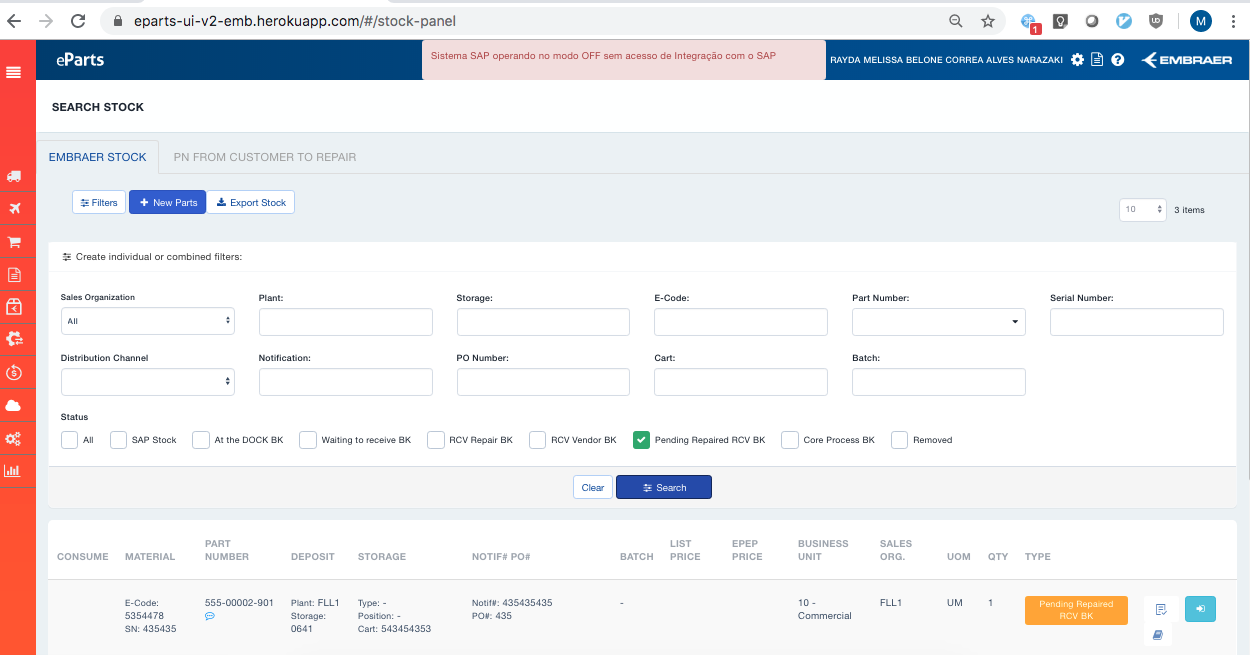 eparts-ui-v2-emb.herokuapp.com/#/stock-panel
1
UD
M
eParts
Sistema SAP operando no modo OFF sem acesso de Integração com o SAP
RAYDA MELISSA BELONE CORREA ALVES NARAZAKI
EMBRAER
SEARCH STOCK
EMBRAER STOCK
PN FROM CUSTOMER TO REPAIR
Filters
New Parts
Export Stock
10
3 items
Create individual or combined filters:
Sales Organization
Plant:
Storage:
E-Code:
Part Number:
Serial Number:
All
Distribution Channel
Notification:
PO Number:
Cart:
Batch:
Status
All
SAP Stock
At the DOCK BK
Waiting to receive BK
RCV Repair BK
RCV Vendor BK
Pending Repaired RCV BK
Core Process BK
Removed
Clear
Search
CONSUME
MATERIAL
PART
NUMBER
DEPOSIT
STORAGE
NOTIF# PO#
BATCH
LIST
PRICE
EPEP
PRICE
BUSINESS
UNIT
SALES
ORG.
UOM
QTY
TYPE
E-Code:
5354478
SN: 435435
555-00002-901
Plant: FLL1
Storage:
0641
Type: -
Position: -
Cart: 543454353
Notif#: 435435435
PO#: 435
-
10 -
Commercial
FLL1
UM
1
Pending Repaired
RCV BK